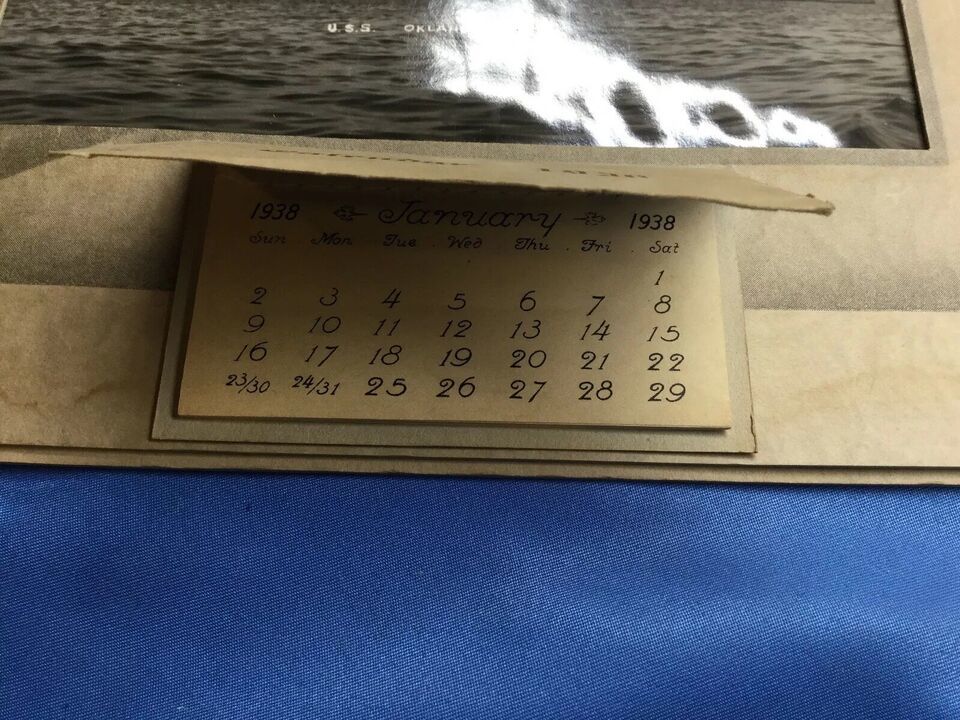 U.S.S.
1938 January 1938
Sun Mon Tue Wed Thu Fri Sat
1
2 3 4 5 6 7 8
9 10 11 12 13 14 15
16 17 18 19 20 21 22
23/30 24/31 25 26 27 28 29